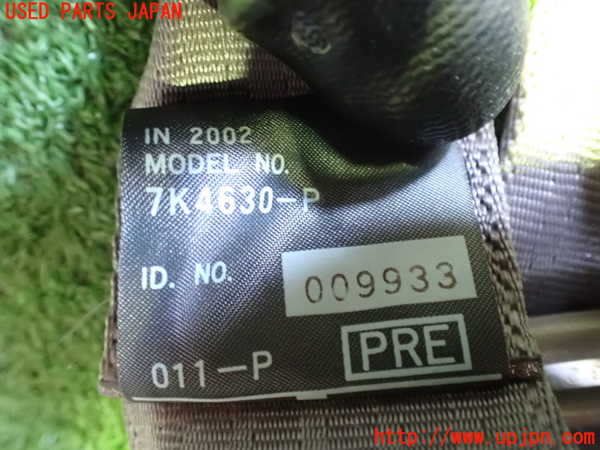 USED PARTS JAPAN
IN 2002
MODEL NO.
7K4630-P
ID. NO.
009933
011-P
PRE
http://www.upjpn.com/